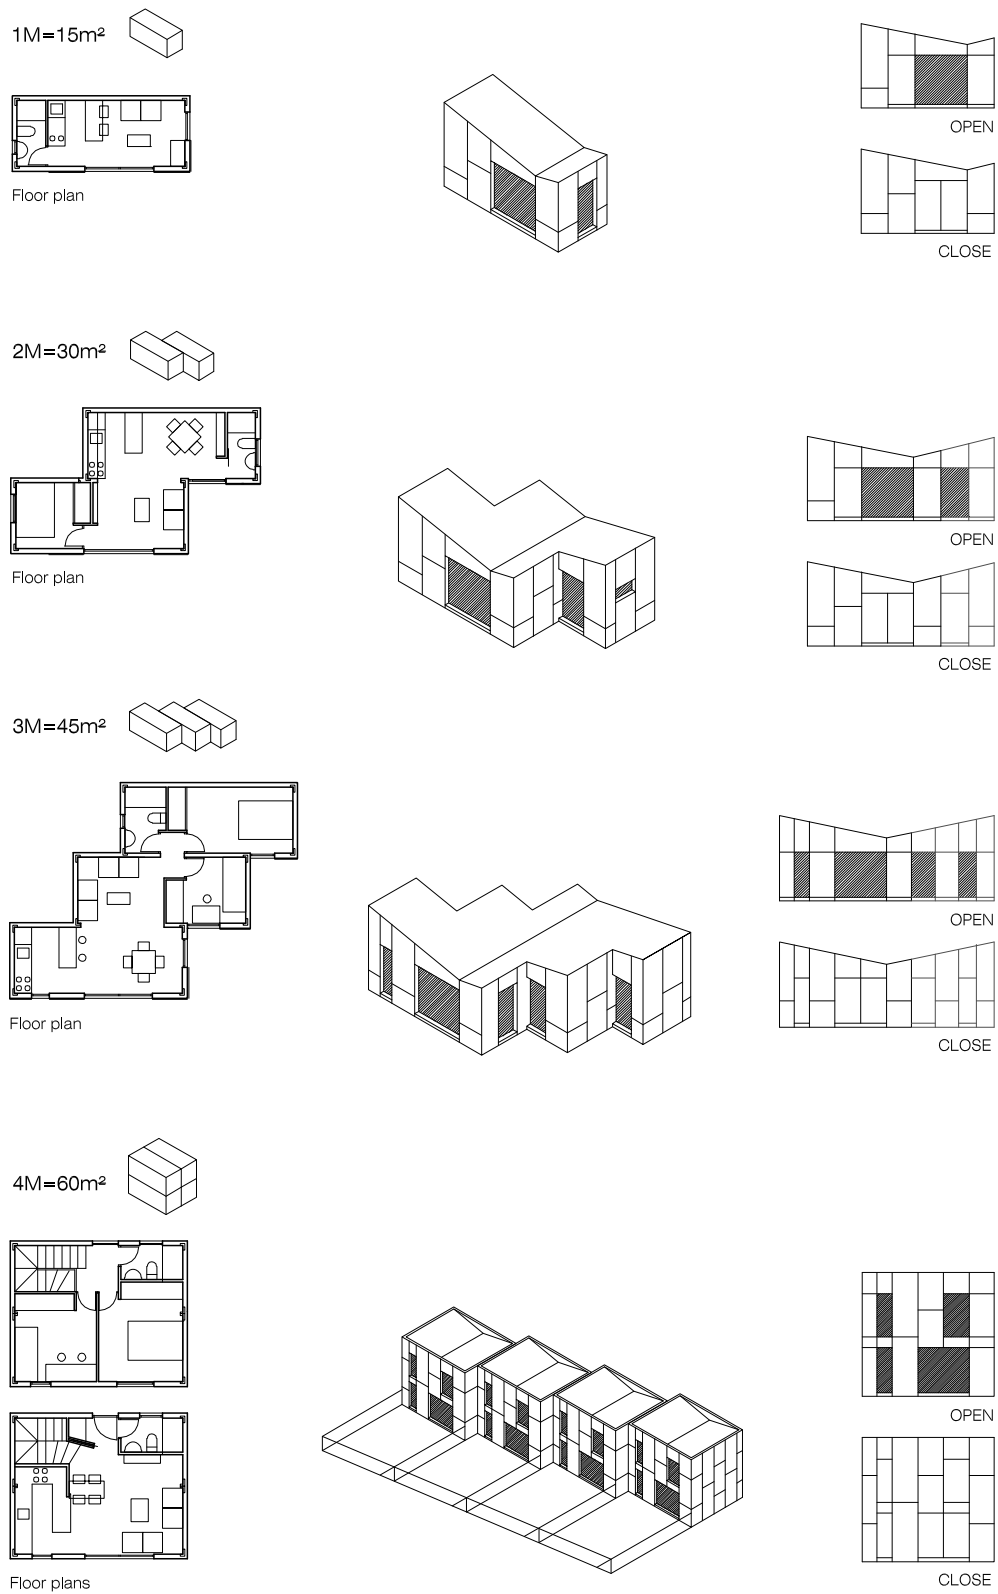 1M=15m²
Floor plan
OPEN
CLOSE
2M=30m²
Floor plan
OPEN
CLOSE
3M=45m²
Floor plan
OPEN
CLOSE
4M=60m²
Floor plans
OPEN
CLOSE